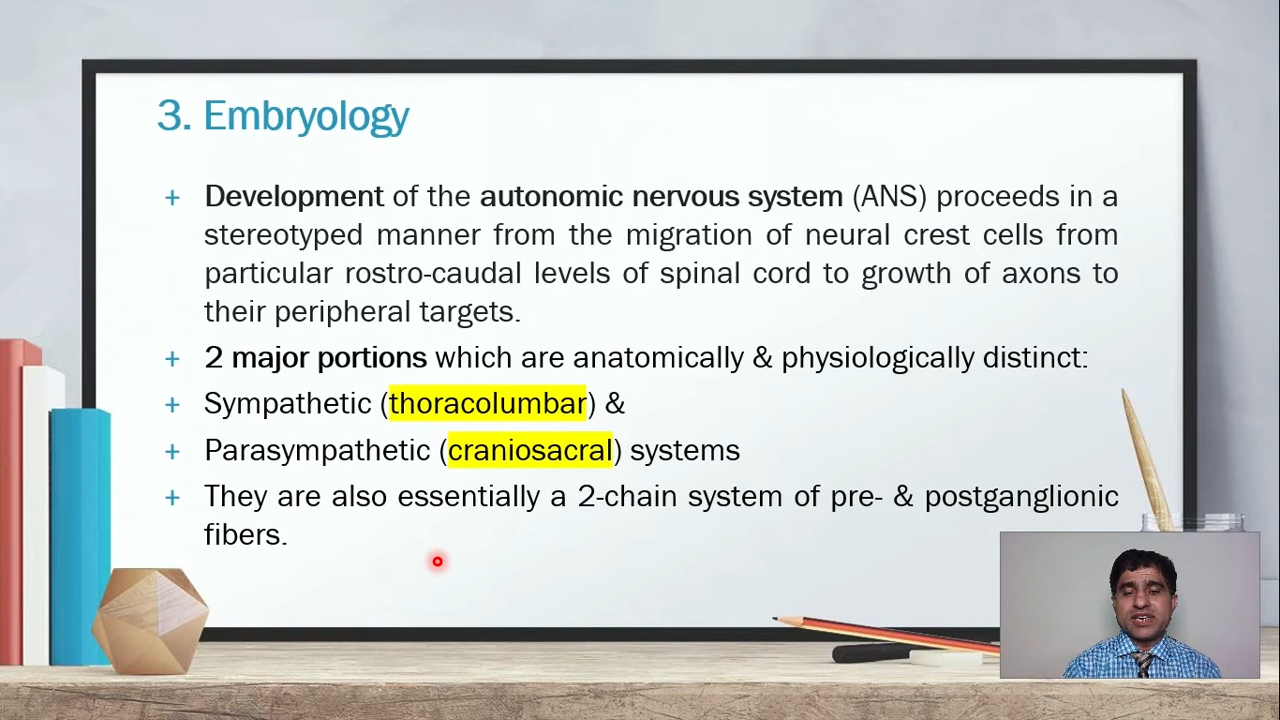 3. Embryology
+ Development of the autonomic nervous system (ANS) proceeds in a
stereotyped manner from the migration of neural crest cells from
particular rostro-caudal levels of spinal cord to growth of axons to
their peripheral targets.
+ 2 major portions which are anatomically & physiologically distinct:
+ Sympathetic (thoracolumbar) &
+ Parasympathetic (craniosacral) systems
+ They are also essentially a 2-chain system of pre- & postganglionic
fibers.